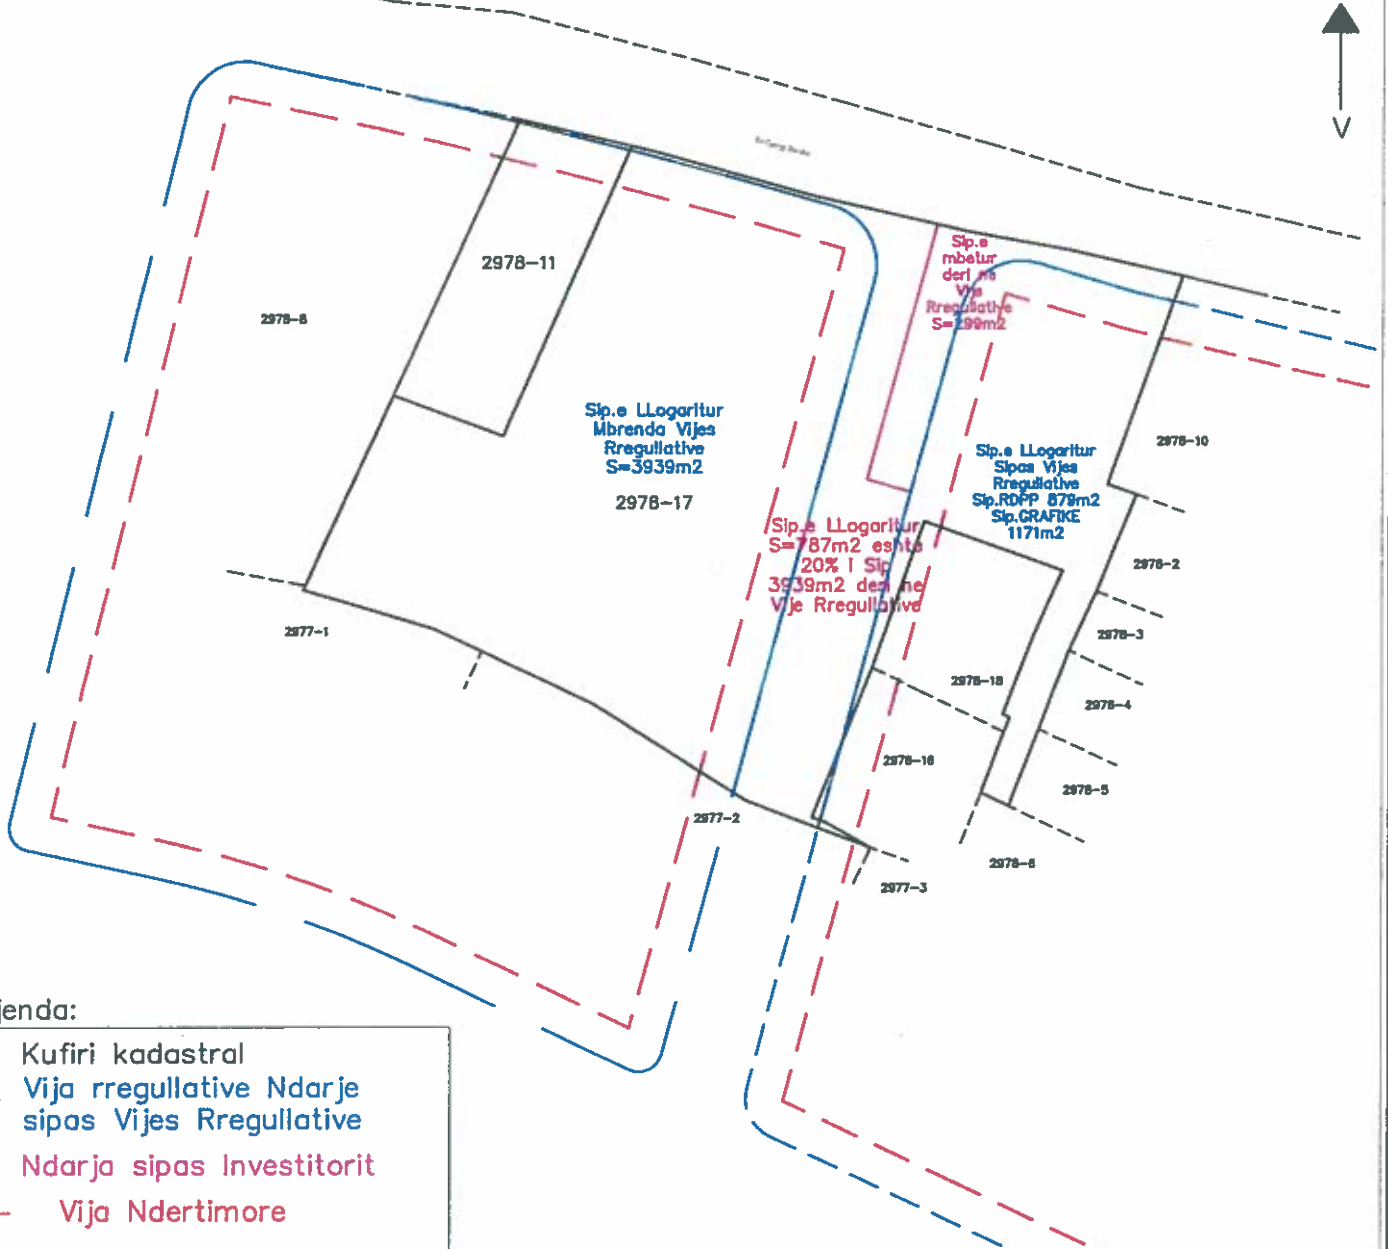 V
Sip.e
mbetur
deri ne
Vija
Rregullative
S=299m2
2978-11
2978-8
Sip.e LLogaritur
Mbrenda Vijes
Rregullative
S=3939m2
2978-17
2978-10
Sip.e LLogaritur
Sipas Vijes
Rregullative
Sip.RDPP 879m2
Sip.GRAFIKE
1171m2
Sip.e LLogaritur
S=787m2 eshte
20% i Sip
3939m2 deri ne
Vije Rregullative
2978-2
2977-1
2978-3
2978-18
2978-4
2978-16
2978-5
2977-2
2978-6
2977-3
jenda:
Kufiri kadastral
Vija rregullative Ndarje
sipas Vijes Rregullative
Ndarja sipas Investitorit
Vija Ndertimore